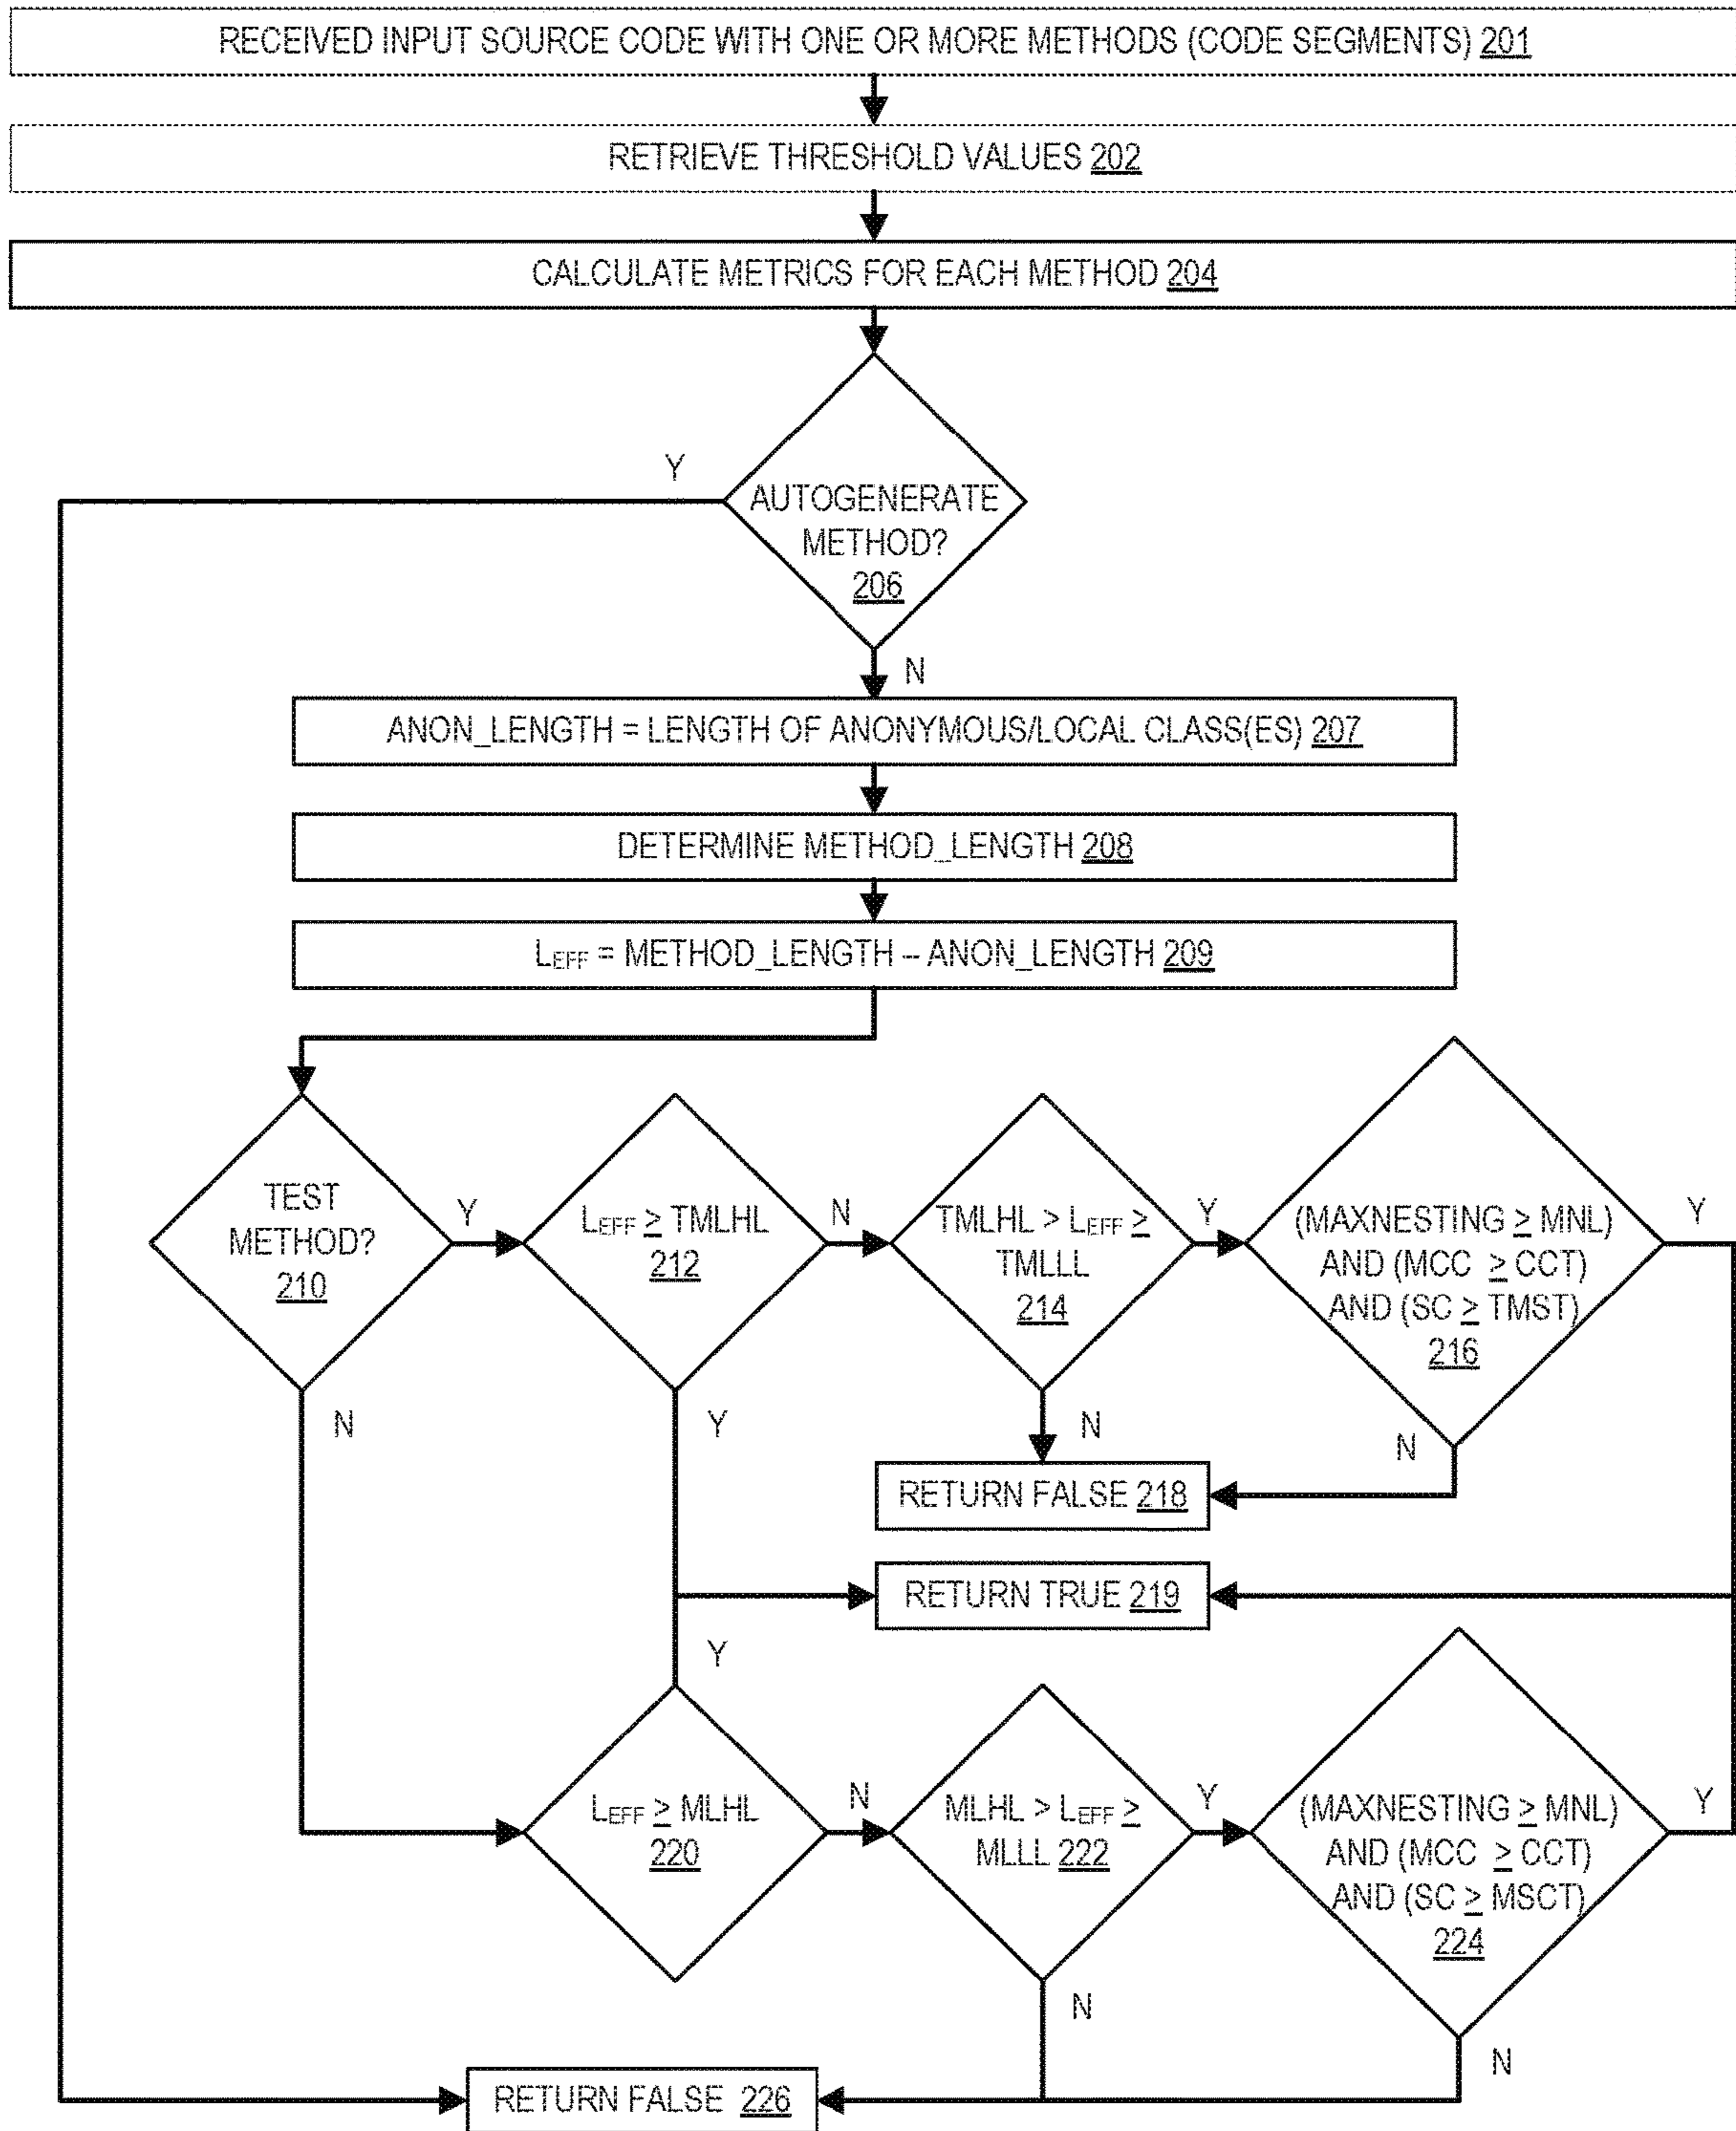 RECEIVED INPUT SOURCE CODE WITH ONE OR MORE METHODS (CODE SEGMENTS) 201
RETRIEVE THRESHOLD VALUES 202
CALCULATE METRICS FOR EACH METHOD 204
Y
AUTOGENERATE
METHOD?
206
N
ANON_LENGTH = LENGTH OF ANONYMOUS/LOCAL CLASS(ES) 207
DETERMINE METHOD_LENGTH 208
LEFF = METHOD_LENGTH – ANON_LENGTH 209
TEST
METHOD?
210
Y
N
LEFF ≥ TMLHL
212
N
Y
TMLHL > LEFF ≥
TMLLL
214
Y
N
(MAXNESTING ≥ MNL)
AND (MCC ≥ CCT)
AND (SC ≥ TMST)
216
Y
N
RETURN FALSE 218
RETURN TRUE 219
Y
LEFF ≥ MLHL
220
N
MLHL > LEFF ≥
MLLL 222
Y
N
(MAXNESTING ≥ MNL)
AND (MCC ≥ CCT)
AND (SC ≥ MSCT)
224
Y
N
RETURN FALSE 226